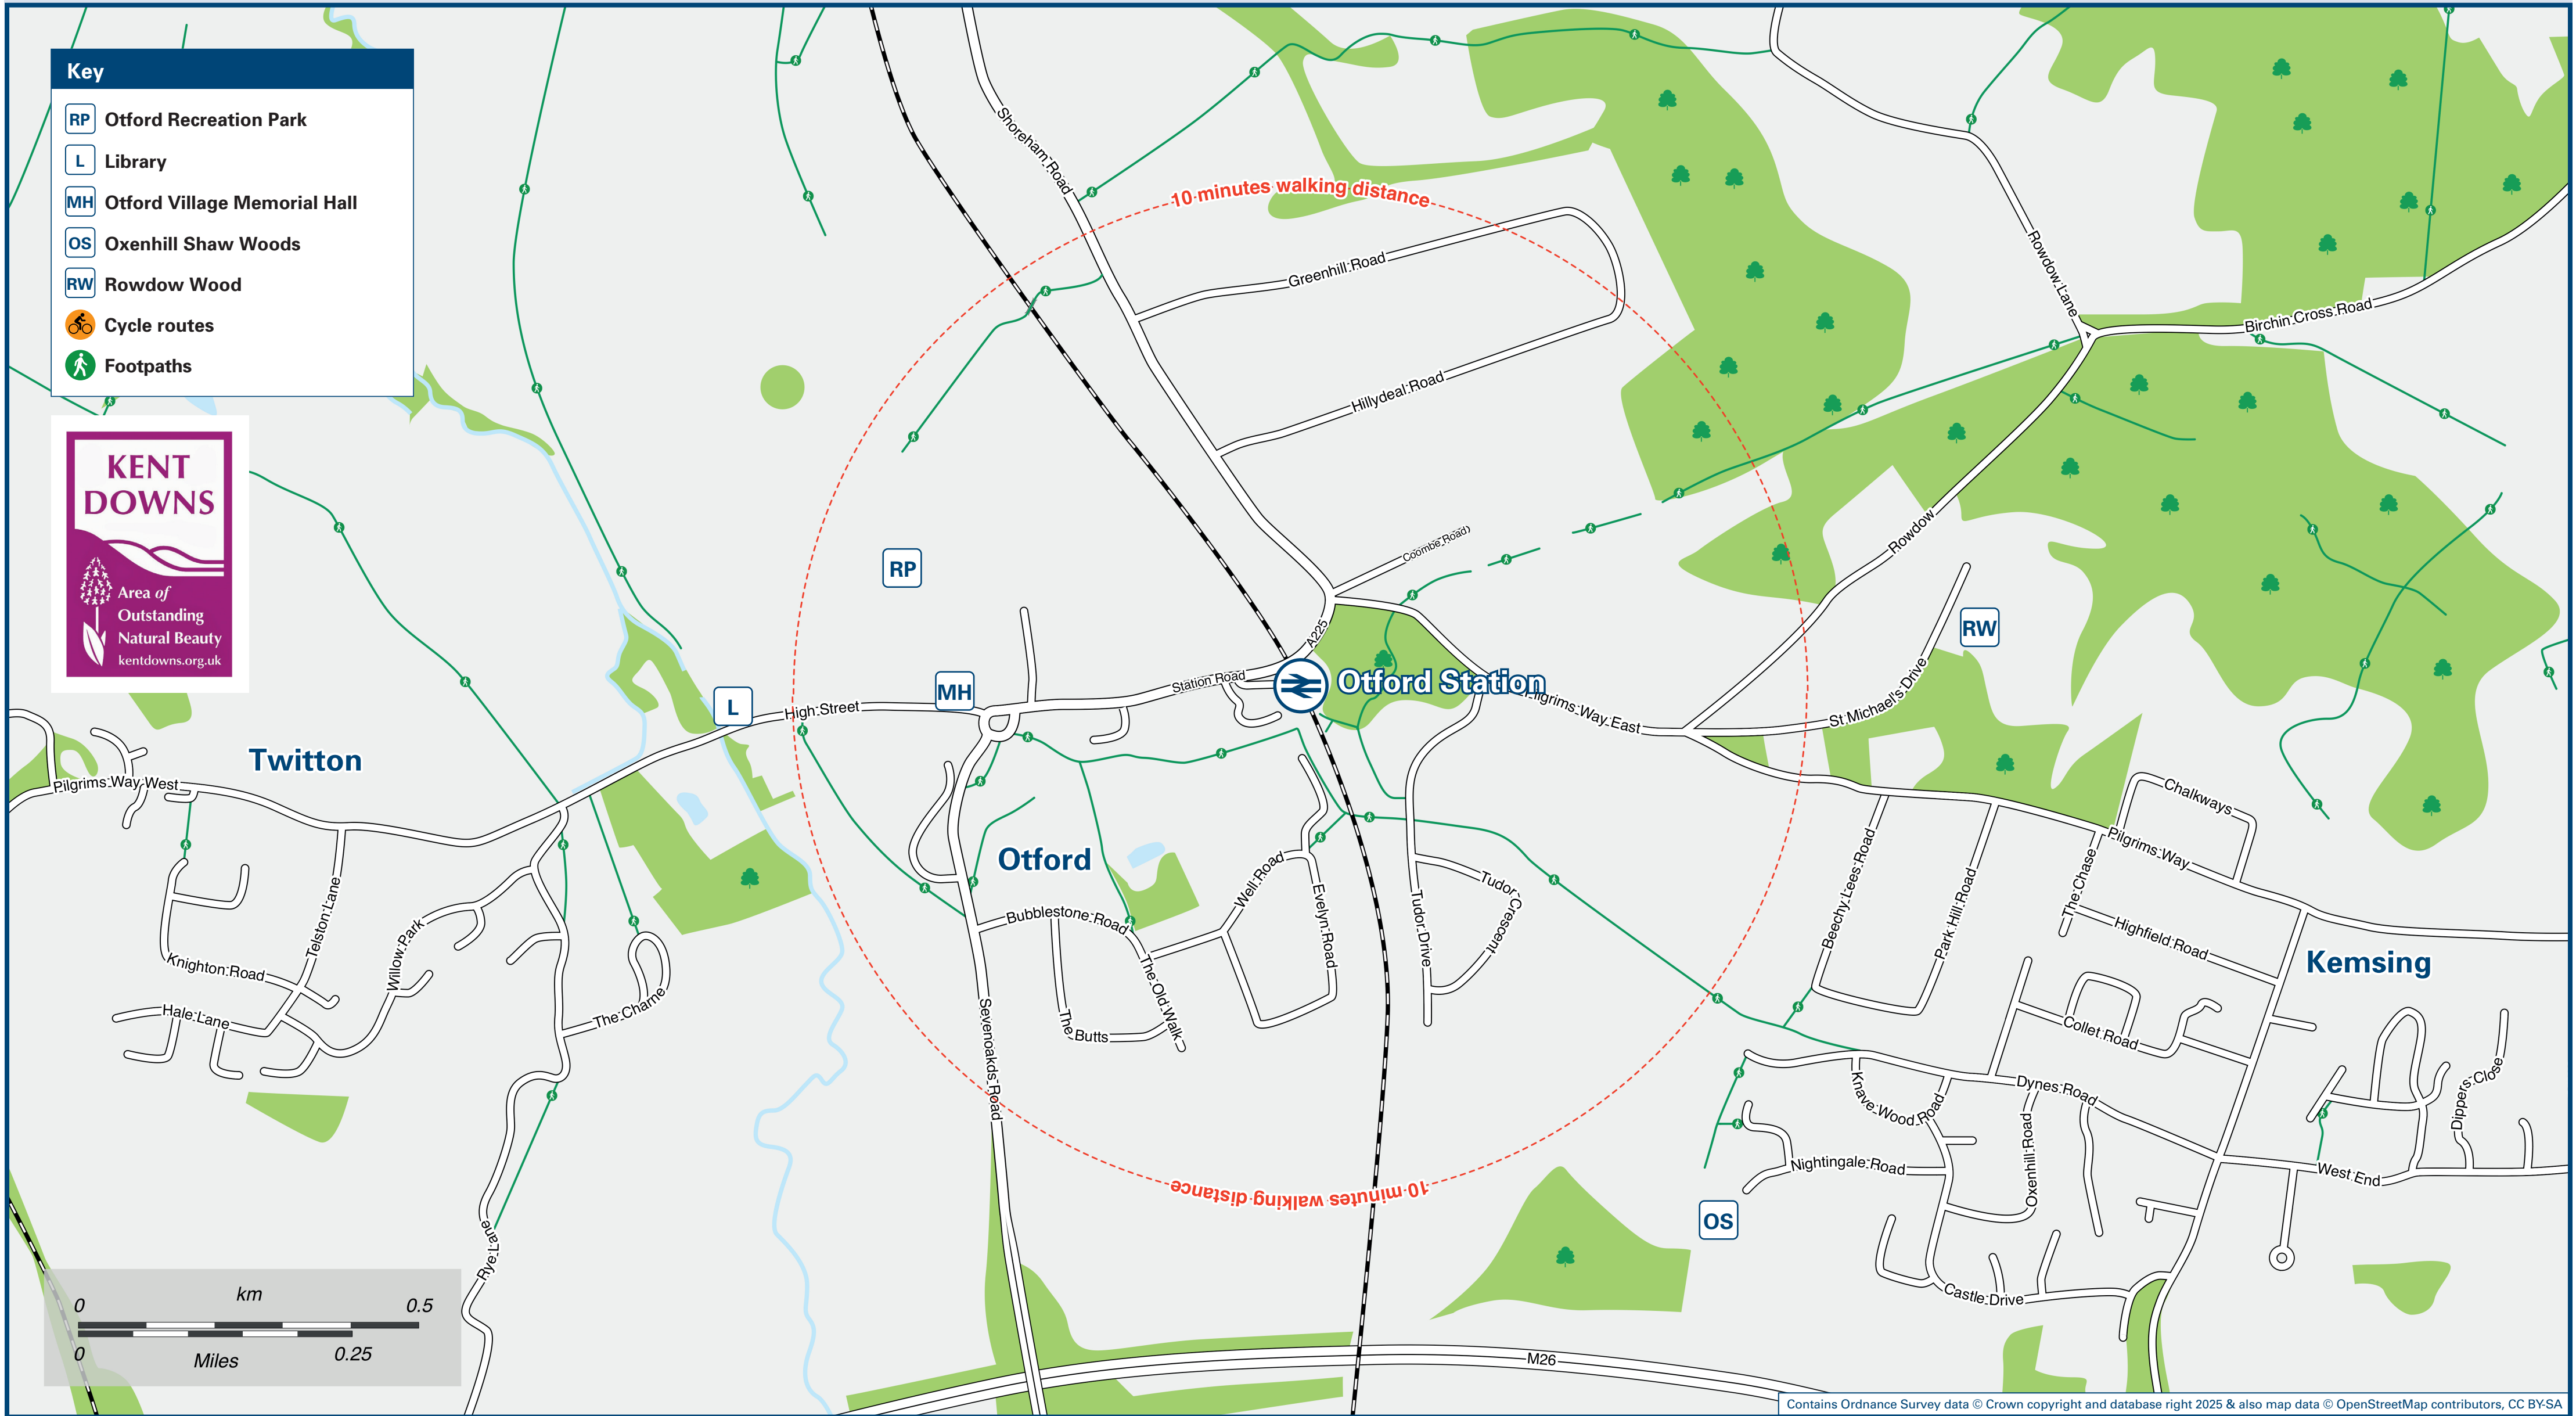 Key
RP Otford Recreation Park
L Library
MH Otford Village Memorial Hall
OS Oxenhill Shaw Woods
RW Rowdow Wood
Cycle routes
Footpaths
KENT
DOWNS
Area of
Outstanding
Natural Beauty
kentdowns.org.uk
10 minutes walking distance
Shoreham Road
Greenhill Road
Hillydeal Road
Rowdow Lane
Birchin Cross Road
Coombe Road)
Rowdow
RP
RW
A225
MH
L
Station Road
Otford Station
High Street
Pilgrims Way East
St Michael's Drive
Twitton
Pilgrims Way West
Otford
Chalkways
Pilgrims Way
Beechy Lees Road
Park Hill Road
The Chase
Highfield Road
Kemsing
Telston Lane
Willow Park
Knighton Road
Hale Lane
The Charne
Bubblestone Road
Well Road
Evelyn Road
Tudor Drive
Tudor Crescent
The Old Walk
The Butts
Sevenoakds Road
Collet Road
Dynes Road
Knave Wood Road
Oxenhill Road
Nightingale Road
Dippers Close
West End
OS
Castle Drive
10 minutes walking distance
Rye Lane
M26
km
0 0.5
0 0.25
Miles
Contains Ordnance Survey data © Crown copyright and database right 2025 & also map data © OpenStreetMap contributors, CC BY-SA